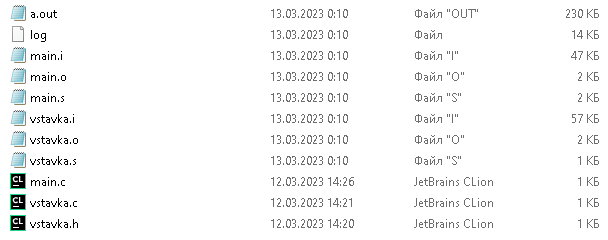 a.out 13.03.2023 0:10 Файл "OUT" 230 КБ
log 13.03.2023 0:10 Файл 14 КБ
main.i 13.03.2023 0:10 Файл "I" 47 КБ
main.o 13.03.2023 0:10 Файл "O" 2 КБ
main.s 13.03.2023 0:10 Файл "S" 2 КБ
vstavka.i 13.03.2023 0:10 Файл "I" 57 КБ
vstavka.o 13.03.2023 0:10 Файл "O" 2 КБ
vstavka.s 13.03.2023 0:10 Файл "S" 1 КБ
CL main.c 12.03.2023 14:26 JetBrains CLion 1 КБ
CL vstavka.c 12.03.2023 14:21 JetBrains CLion 1 КБ
CL vstavka.h 12.03.2023 14:20 JetBrains CLion 1 КБ